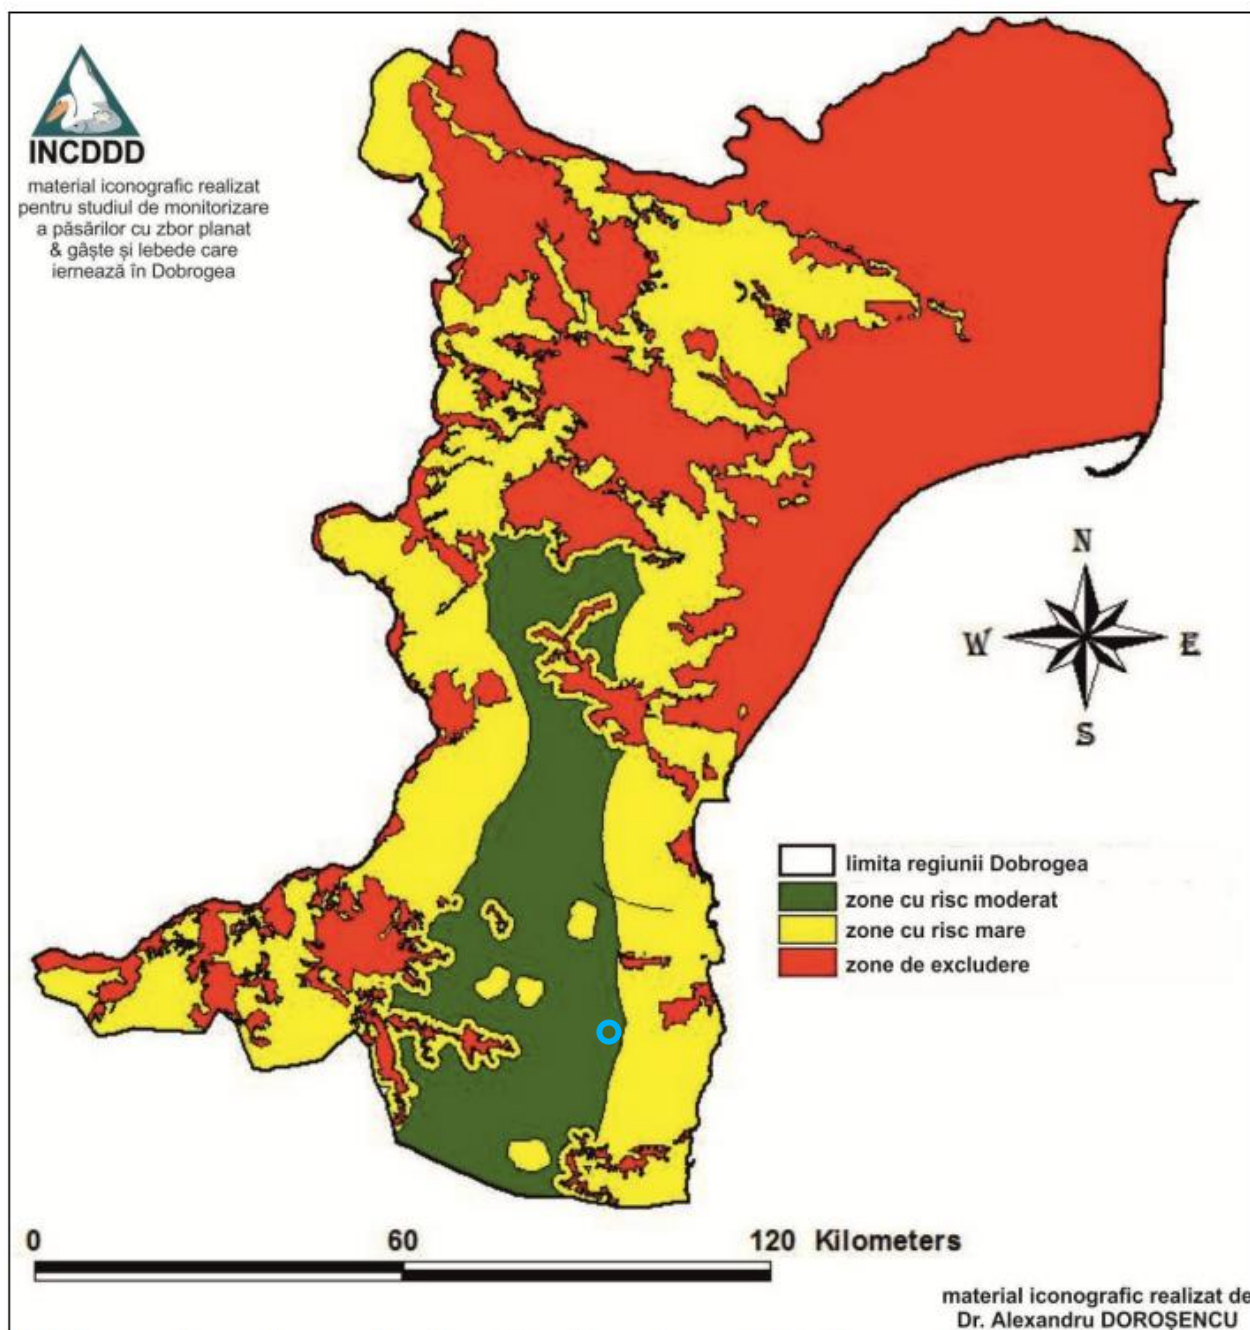 INCDDD
material iconografic realizat
pentru studiul de monitorizare
a păsărilor cu zbor planat
& gâște și lebede care
iernează în Dobrogea
N
W E
S
limita regiunii Dobrogea
zone cu risc moderat
zone cu risc mare
zone de excludere
0 60 120 Kilometers
material iconografic realizat de
Dr. Alexandru DOROȘENCU